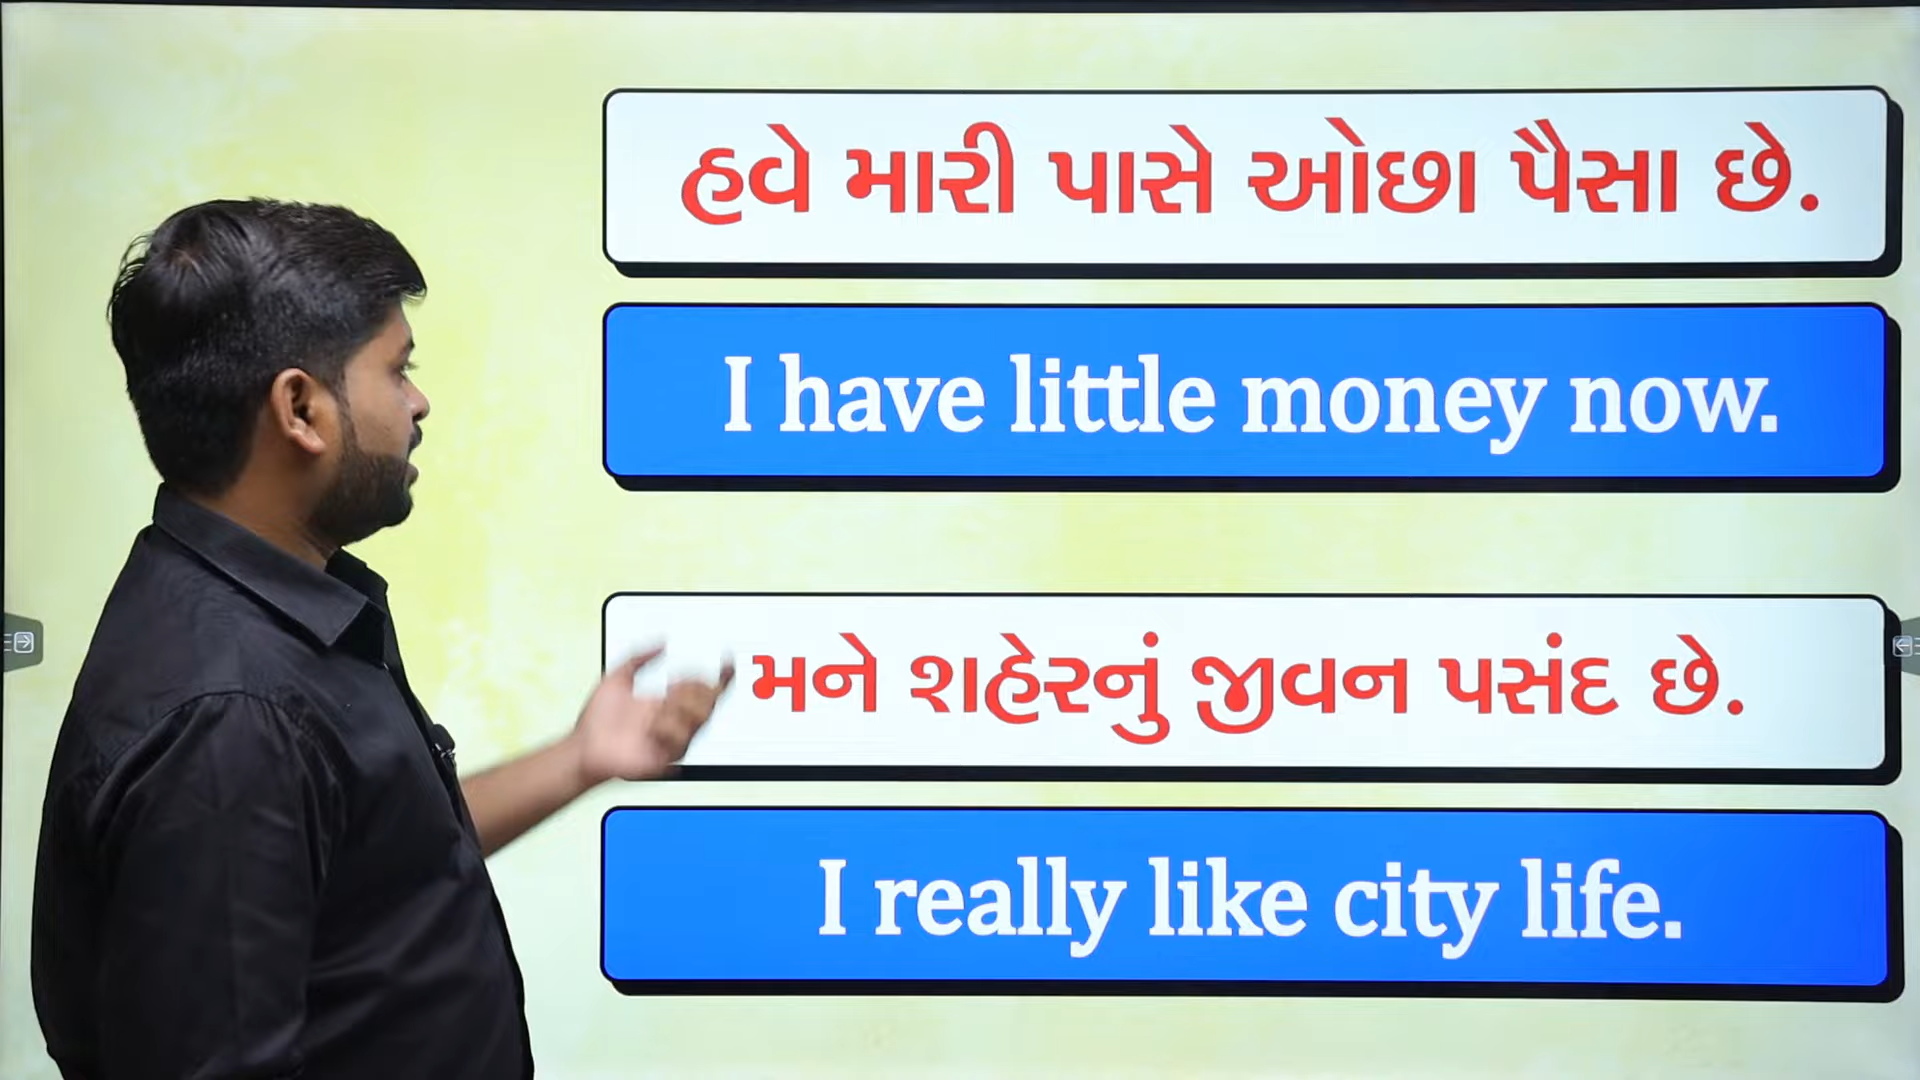 હવે મારી પાસે ઓછા પૈસા છે.
I have little money now.
મને શહેરનું જીવન પસંદ છે.
I really like city life.